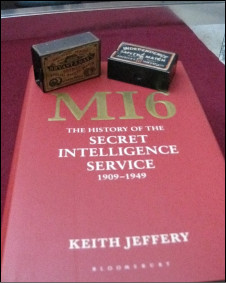 MI6
THE HISTORY OF THE
SECRET
INTELLIGENCE
SERVICE
1909–1949
KEITH JEFFERY
BLOOMSBURY